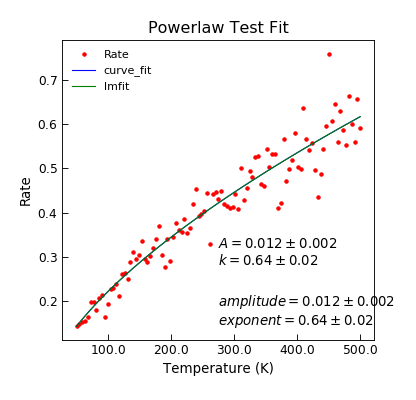 Powerlaw Test Fit
Rate
curve_fit
lmfit
0.7
0.6
0.5
0.4
0.3
0.2
Rate
A = 0.012 ± 0.002
k = 0.64 ± 0.02
amplitude = 0.012 ± 0.002
exponent = 0.64 ± 0.02
100.0 200.0 300.0 400.0 500.0
Temperature (K)